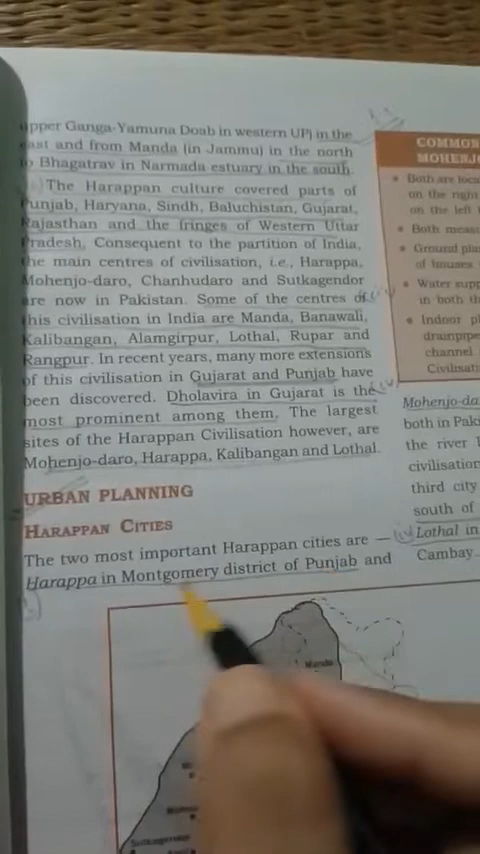 upper Ganga-Yamuna Doab in western UP) in the
east and from Manda (in Jammu) in the north
to Bhagatrav in Narmada estuary in the south.
The Harappan culture covered parts of
Punjab, Haryana, Sindh, Baluchistan, Gujarat,
Rajasthan and the fringes of Western Uttar
Pradesh, Consequent to the partition of India,
the main centres of civilisation, i.e., Harappa,
Mohenjo-daro, Chanhudaro and Sutkagendor
are now in Pakistan. Some of the centres of
this civilisation in India are Manda, Banawali,
Kalibangan, Alamgirpur, Lothal, Rupar and
Rangpur. In recent years, many more extensions
of this civilisation in Gujarat and Punjab have
been discovered. Dholavira in Gujarat is the
most prominent among them. The largest
sites of the Harappan Civilisation however, are
Mohenjo-daro, Harappa, Kalibangan and Lothal.
URBAN PLANNING
HARAPPAN CITIES
The two most important Harappan cities are —
Harappa in Montgomery district of Punjab and
Manda
COMMON
MOHENJO
• Both are loca
on the right
on the left
• Both meas
• Ground pla
of houses
• Water supp
in both th
• Indoor pl
drainpipe
channel
Civilisat
Mohenjo-da
both in Paki
the river
civilisation
third city
south of
Lothal in
Cambay